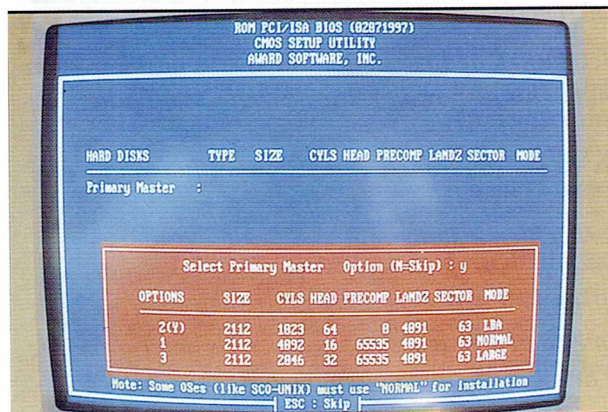 ROM PCI/ISA BIOS (02071997)
CMOS SETUP UTILITY
AWARD SOFTWARE, INC.
HARD DISKS TYPE SIZE CYLS HEAD PRECOMP LANDZ SECTOR MODE
Primary Master :
Select Primary Master Option (N=Skip) : y
OPTIONS SIZE CYLS HEAD PRECOMP LANDZ SECTOR MODE
2(Y) 2112 1023 64 0 4091 63 LBA
1 2112 4092 16 65535 4091 63 NORMAL
3 2112 2046 32 65535 4091 63 LARGE
Note: Some OSes (like SCO-UNIX) must use "NORMAL" for installation
ESC : Skip